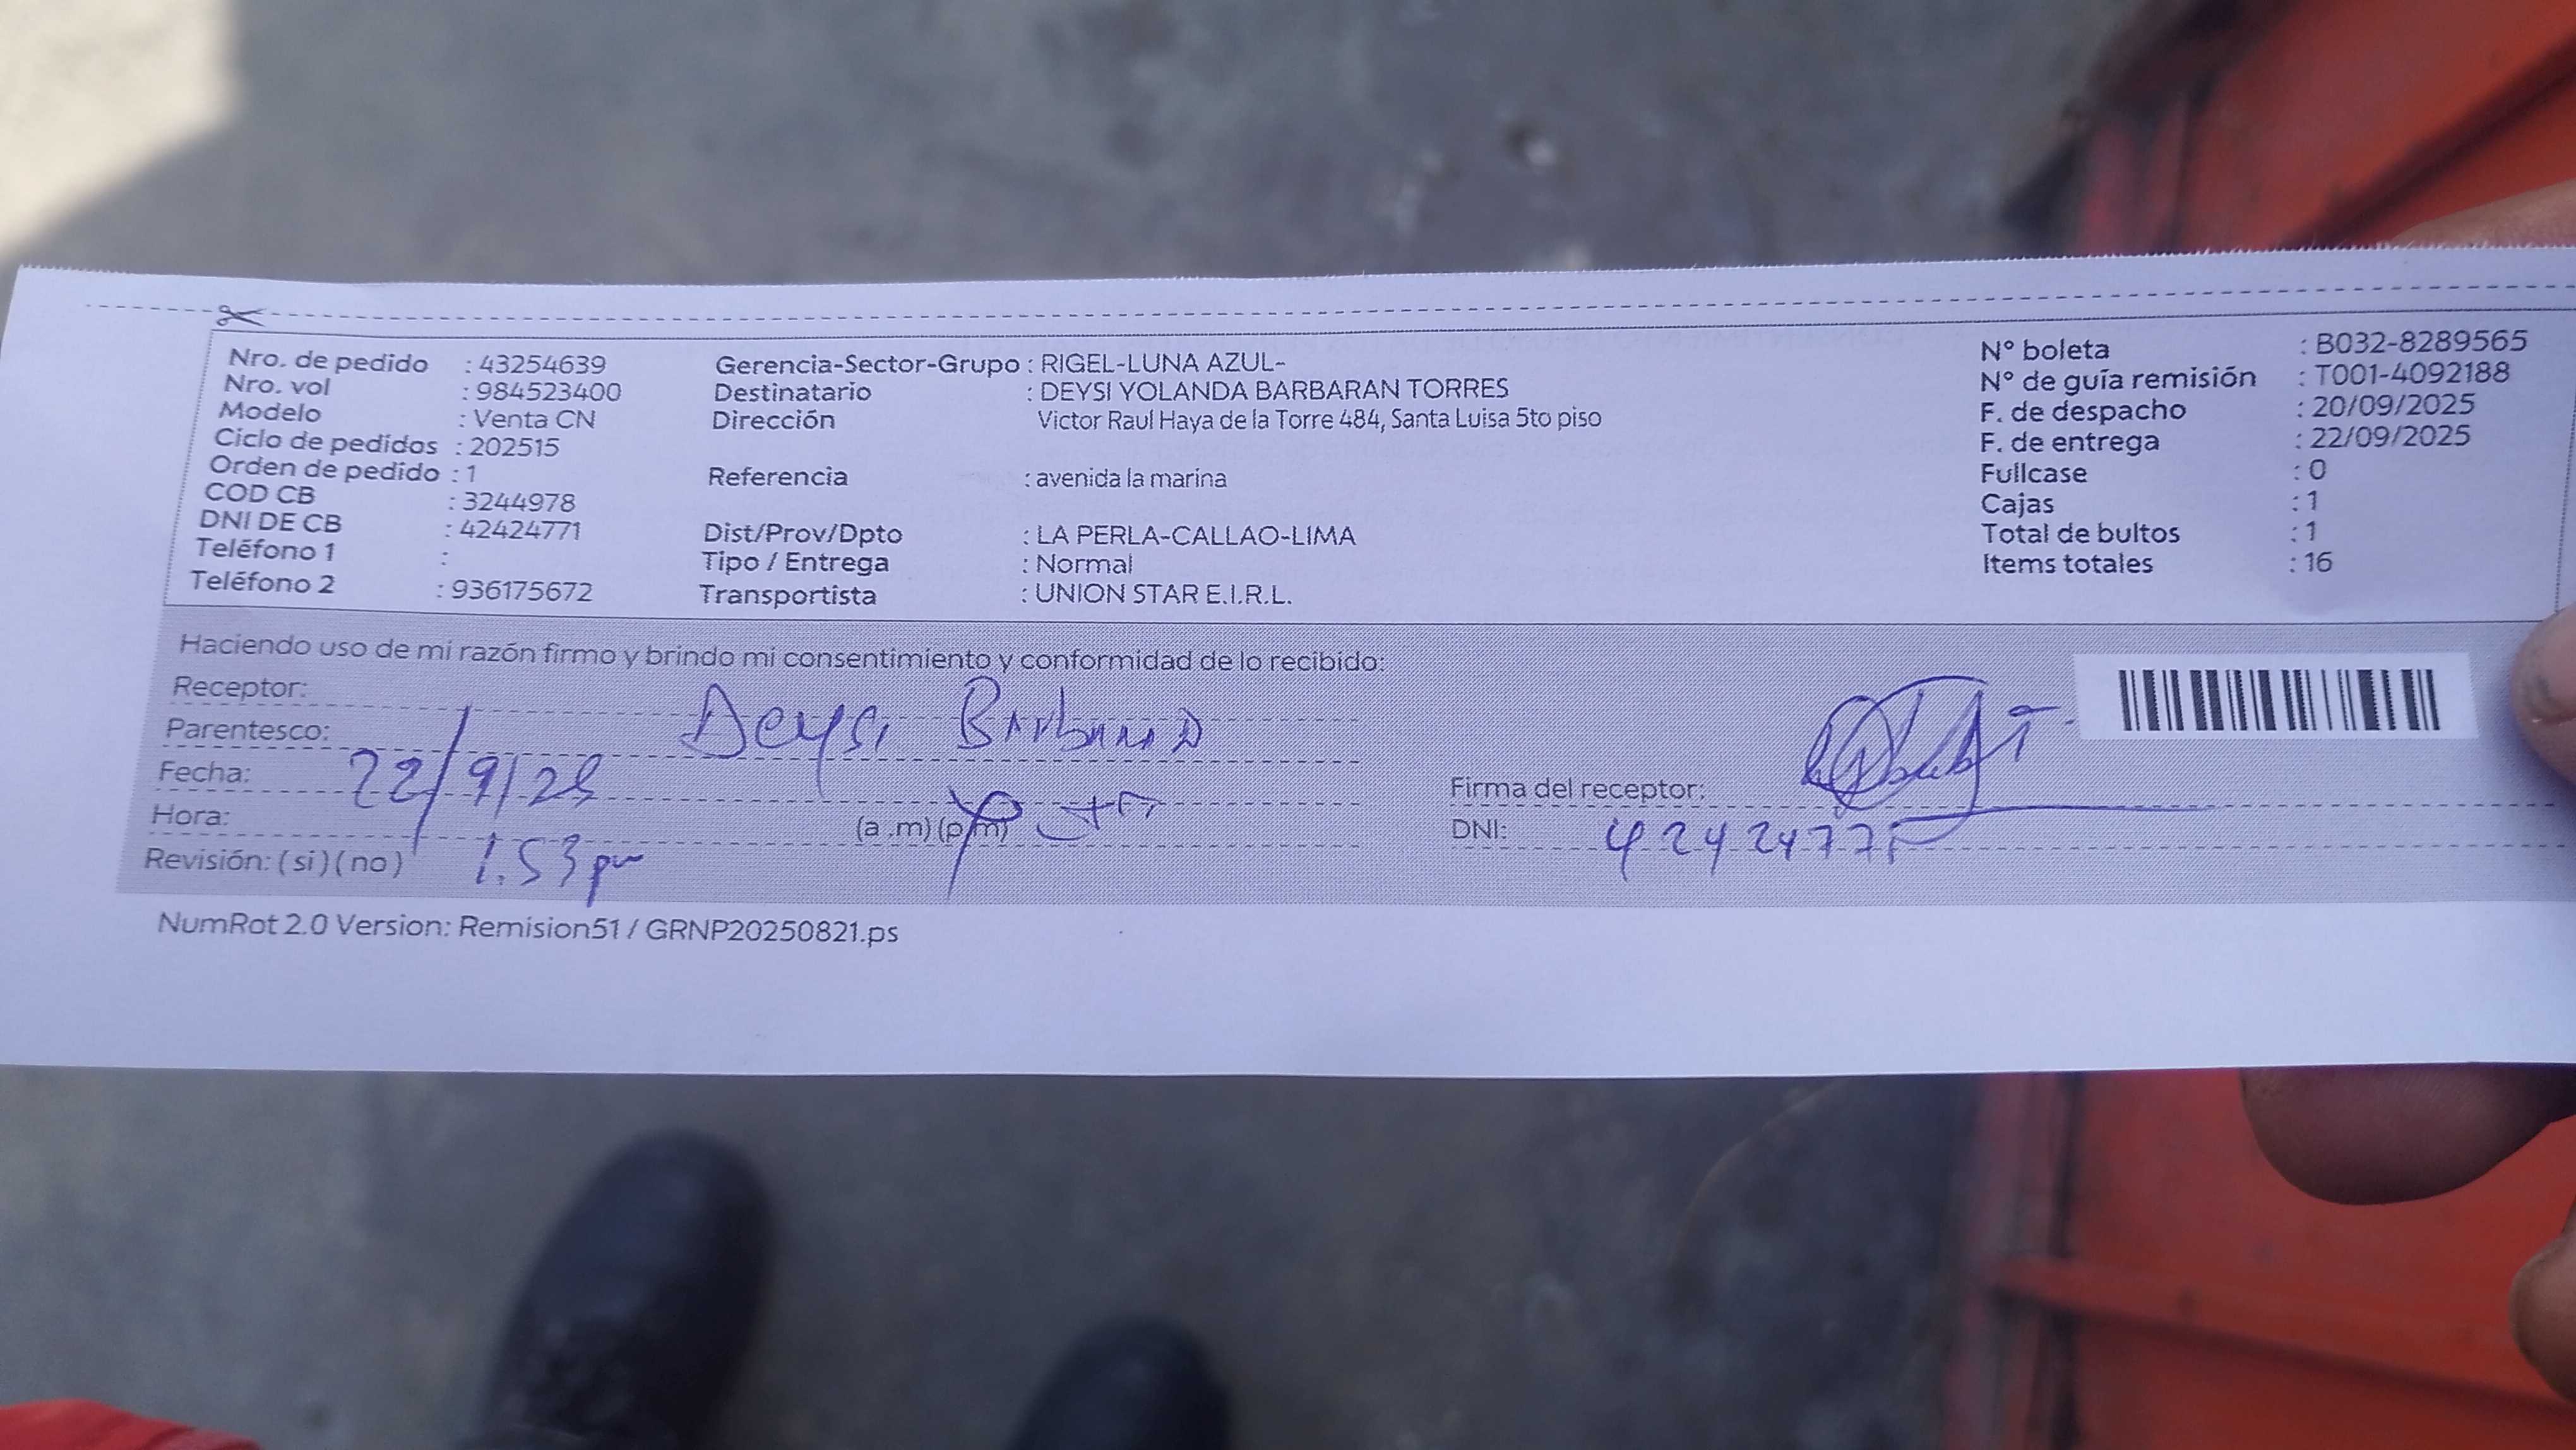 Nro. de pedido : 43254639
Nro. vol : 984523400
Modelo : Venta CN
Ciclo de pedidos : 202515
Orden de pedido : 1
COD CB : 3244978
DNI DE CB : 42424771
Teléfono 1 :
Teléfono 2 : 936175672
Gerencia-Sector-Grupo : RIGEL-LUNA AZUL-
Destinatario : DEYSI YOLANDA BARBARAN TORRES
Dirección Victor Raul Haya de la Torre 484, Santa Luisa 5to piso
Referencia : avenida la marina
Dist/Prov/Dpto : LA PERLA-CALLAO-LIMA
Tipo / Entrega : Normal
Transportista : UNION STAR E.I.R.L.
N° boleta : B032-8289565
N° de guía remisión : T001-4092188
F. de despacho : 20/09/2025
F. de entrega : 22/09/2025
Fullcase : 0
Cajas : 1
Total de bultos : 1
Items totales : 16
Haciendo uso de mi razón firmo y brindo mi consentimiento y conformidad de lo recibido:
Receptor: Deysi
Parentesco:
Fecha: 22/9/25
Hora: (a .m) (p.m)
Revisión: ( si ) ( no ) 1.53 pm
Firma del receptor:
DNI: 42424771
NumRot 2.0 Version: Remision51 / GRNP20250821.ps